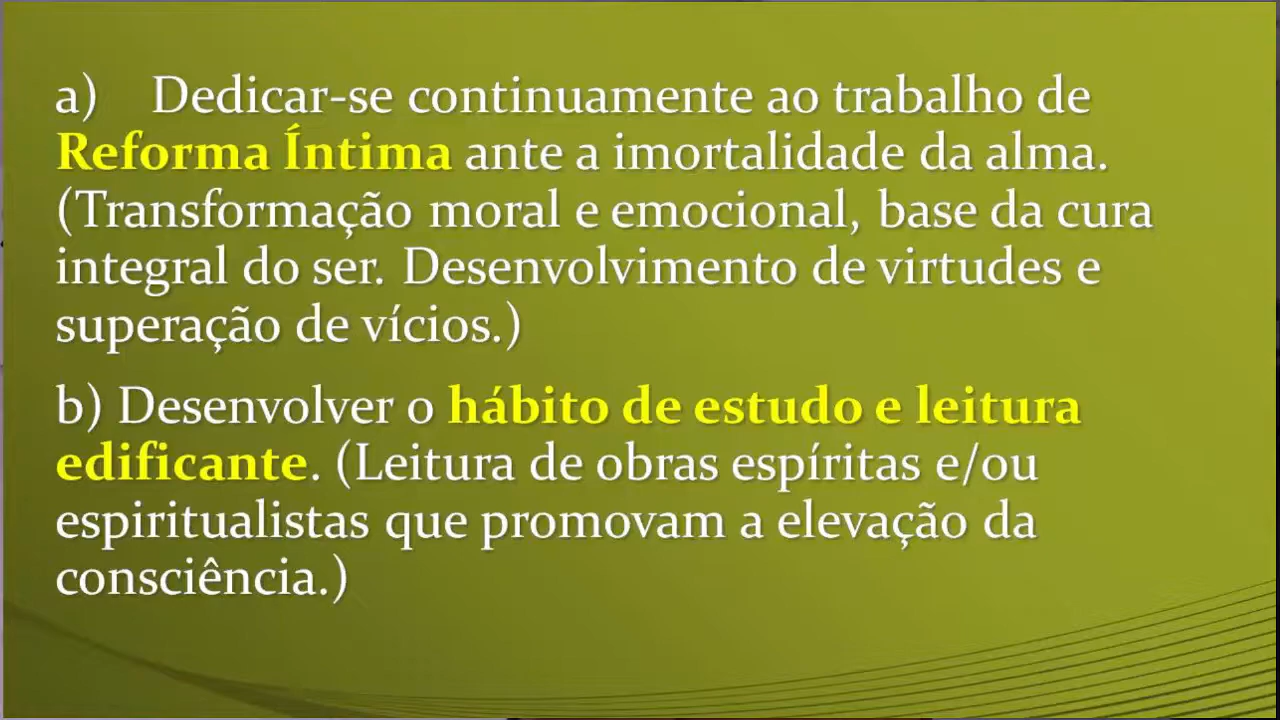 a) Dedicar-se continuamente ao trabalho de
Reforma Íntima ante a imortalidade da alma.
(Transformação moral e emocional, base da cura
integral do ser. Desenvolvimento de virtudes e
superação de vícios.)
b) Desenvolver o hábito de estudo e leitura
edificante. (Leitura de obras espíritas e/ou
espiritualistas que promovam a elevação da
consciência.)